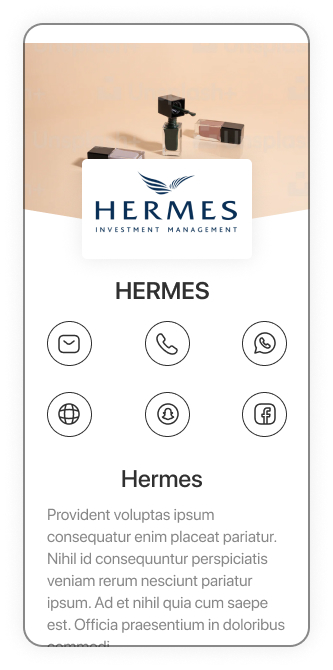 HERMES
INVESTMENT MANAGEMENT
HERMES
Hermes
Provident voluptas ipsum
consequatur enim placeat pariatur.
Nihil id consequuntur perspiciatis
veniam rerum nesciunt pariatur
ipsum. Ad et nihil quia cum saepe
est. Officia praesentium in doloribus